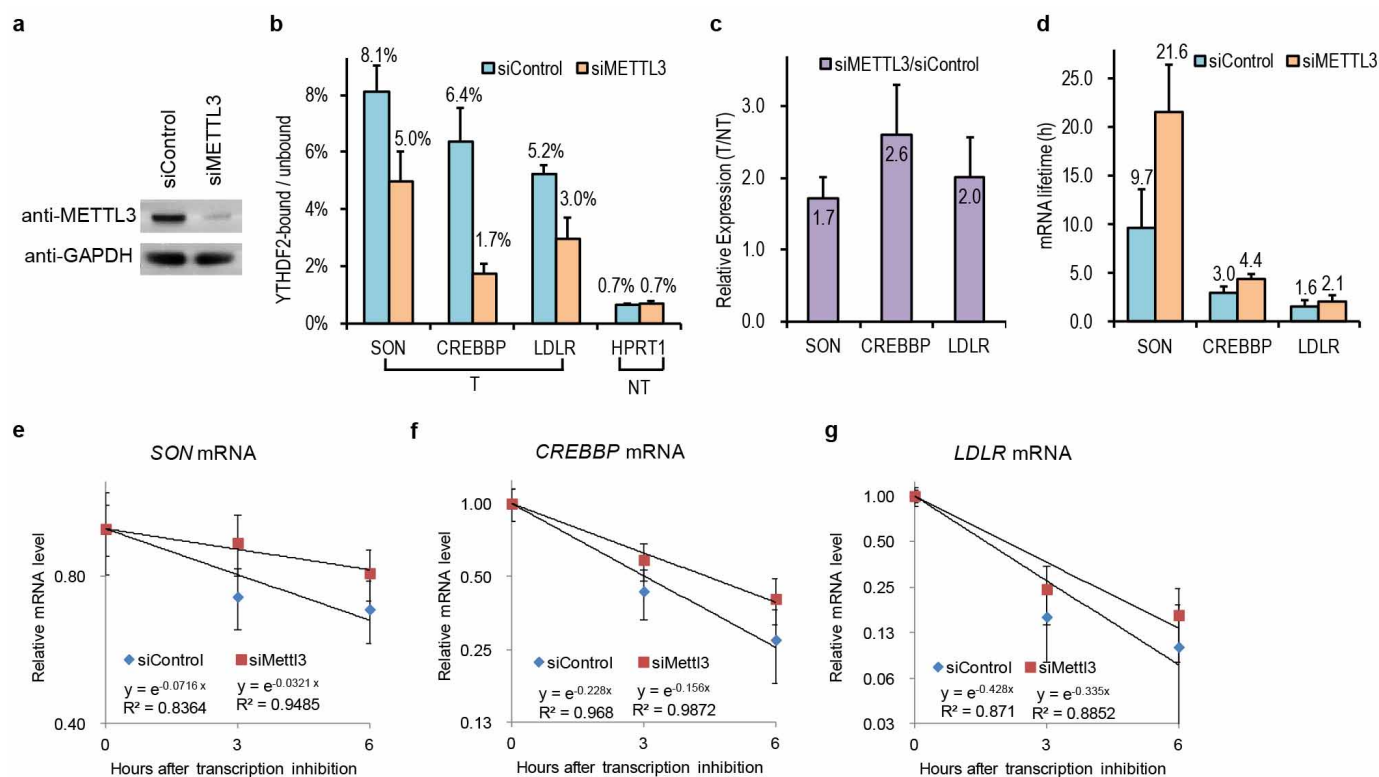 a
siControl
siMETTL3
anti-METTL3
anti-GAPDH
b
siControl siMETTL3
YTHDF2-bound / unbound
8%
6%
4%
2%
0%
8.1%
5.0%
6.4%
1.7%
5.2%
3.0%
0.7% 0.7%
SON CREBBP LDLR HPRT1
T NT
c
siMETTL3/siControl
Relative Expression (T/NT)
3.0
2.0
1.0
0.0
1.7
2.6
2.0
SON CREBBP LDLR
d
siControl siMETTL3
mRNA lifetime (h)
25.0
20.0
15.0
10.0
5.0
0.0
9.7
21.6
3.0
4.4
1.6
2.1
SON CREBBP LDLR
e
SON mRNA
Relative mRNA level
0.80
0.40
siControl siMettl3
y = e-0.0716x y = e-0.0321x
R² = 0.8364 R² = 0.9485
0 3 6
Hours after transcription inhibition
f
CREBBP mRNA
Relative mRNA level
1.00
0.50
0.25
0.13
siControl siMettl3
y = e-0.228x y = e-0.156x
R² = 0.968 R² = 0.9872
0 3 6
Hours after transcription inhibition
g
LDLR mRNA
Relative mRNA level
1.00
0.50
0.25
0.13
0.06
0.03
siControl siMettl3
y = e-0.428x y = e-0.335x
R² = 0.871 R² = 0.8852
0 3 6
Hours after transcription inhibition